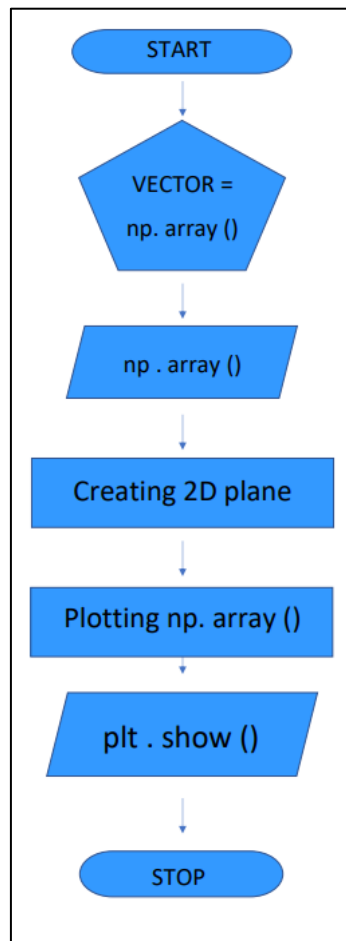 START
VECTOR =
np. array ()
np . array ()
Creating 2D plane
Plotting np. array ()
plt . show ()
STOP